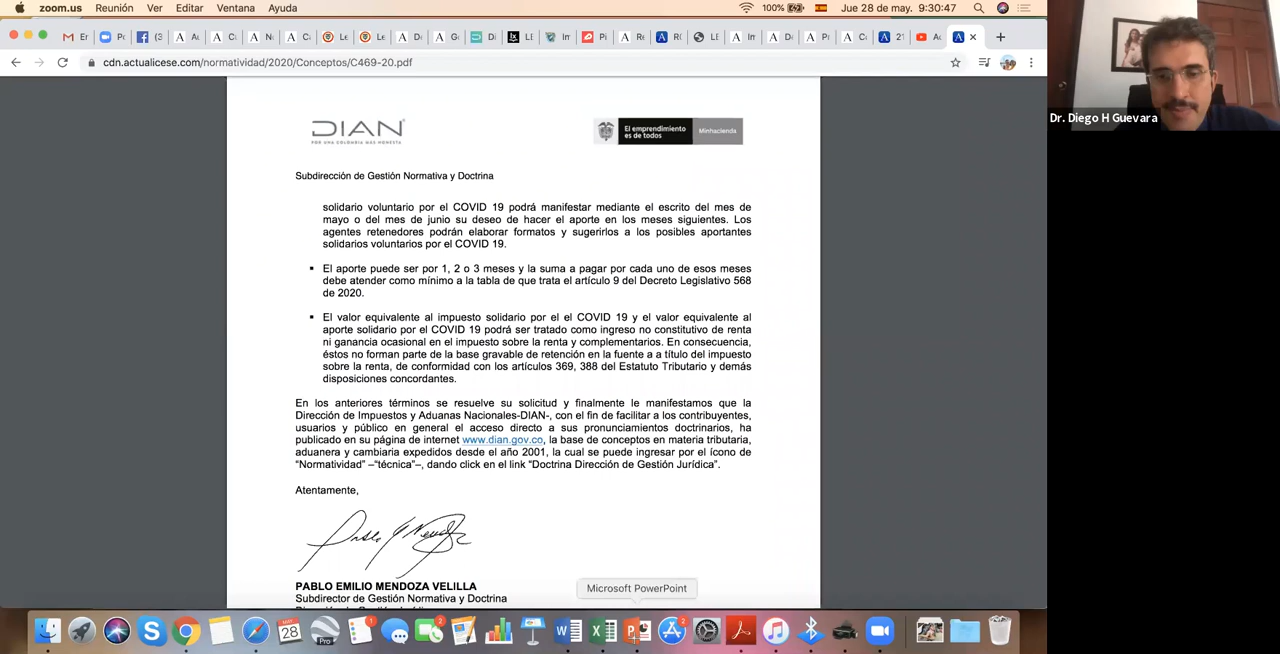 zoom.us Reunión Ver Editar Ventana Ayuda 100% Jue 28 de may. 9:30:47
cdn.actualicese.com/normatividad/2020/Conceptos/C469-20.pdf
Dr. Diego H Guevara
DIAN
POR UNA COLOMBIA MÁS HONESTA
El emprendimiento
es de todos
Minhacienda
Subdirección de Gestión Normativa y Doctrina
solidario voluntario por el COVID 19 podrá manifestar mediante el escrito del mes de
mayo o del mes de junio su deseo de hacer el aporte en los meses siguientes. Los
agentes retenedores podrán elaborar formatos y sugerirlos a los posibles aportantes
solidarios voluntarios por el COVID 19.
▪ El aporte puede ser por 1, 2 o 3 meses y la suma a pagar por cada uno de esos meses
debe atender como mínimo a la tabla de que trata el artículo 9 del Decreto Legislativo 568
de 2020.
▪ El valor equivalente al impuesto solidario por el el COVID 19 y el valor equivalente al
aporte solidario por el COVID 19 podrá ser tratado como ingreso no constitutivo de renta
ni ganancia ocasional en el impuesto sobre la renta y complementarios. En consecuencia,
éstos no forman parte de la base gravable de retención en la fuente a a título del impuesto
sobre la renta, de conformidad con los artículos 369, 388 del Estatuto Tributario y demás
disposiciones concordantes.
En los anteriores términos se resuelve su solicitud y finalmente le manifestamos que la
Dirección de Impuestos y Aduanas Nacionales-DIAN-, con el fin de facilitar a los contribuyentes,
usuarios y público en general el acceso directo a sus pronunciamientos doctrinarios, ha
publicado en su página de internet www.dian.gov.co, la base de conceptos en materia tributaria,
aduanera y cambiaria expedidos desde el año 2001, la cual se puede ingresar por el ícono de
“Normatividad” –“técnica”–, dando click en el link “Doctrina Dirección de Gestión Jurídica”.
Atentamente,
PABLO EMILIO MENDOZA VELILLA
Subdirector de Gestión Normativa y Doctrina
Microsoft PowerPoint
MAY
28
Pro